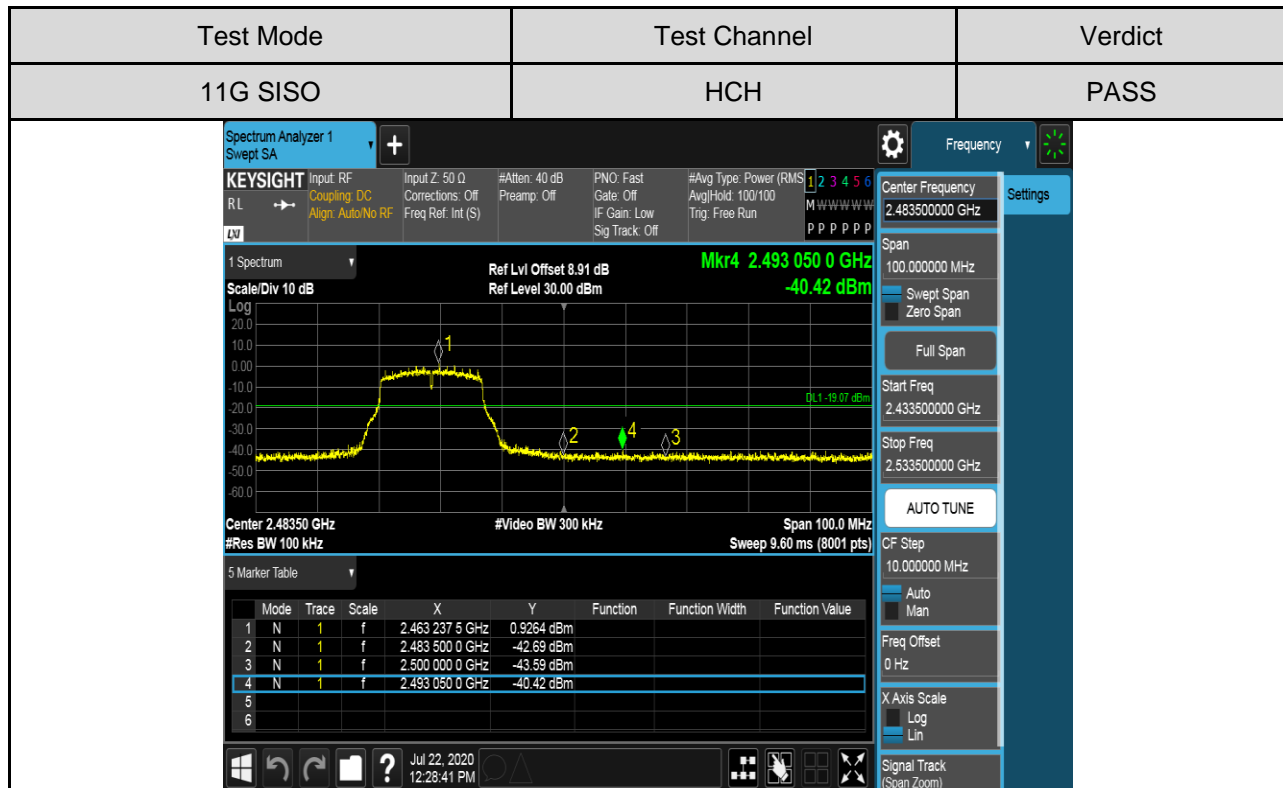 Test Mode Test Channel Verdict
11G SISO HCH PASS
Spectrum Analyzer 1
Swept SA
+
Frequency
KEYSIGHT Input: RF Input Z: 50 Ω #Atten: 40 dB PNO: Fast #Avg Type: Power (RMS 1 2 3 4 5 6
RL Coupling: DC Corrections: Off Preamp: Off Gate: Off Avg|Hold: 100/100 M W W W W W
Align: Auto/No RF Freq Ref: Int (S) IF Gain: Low Trig: Free Run
LXI Sig Track: Off P P P P P P
1 Spectrum
Ref Lvl Offset 8.91 dB Mkr4 2.493 050 0 GHz
Scale/Div 10 dB Ref Level 30.00 dBm -40.42 dBm
Log
20.0
10.0
0.00
-10.0
-20.0
-30.0
-40.0
-50.0
-60.0
1
DL1 -19.07 dBm
2 4 3
Center 2.48350 GHz #Video BW 300 kHz Span 100.0 MHz
#Res BW 100 kHz Sweep 9.60 ms (8001 pts)
5 Marker Table
Mode Trace Scale X Y Function Function Width Function Value
1 N 1 f 2.463 237 5 GHz 0.9264 dBm
2 N 1 f 2.483 500 0 GHz -42.69 dBm
3 N 1 f 2.500 000 0 GHz -43.59 dBm
4 N 1 f 2.493 050 0 GHz -40.42 dBm
5
6
?
Jul 22, 2020
12:28:41 PM
Center Frequency
2.483500000 GHz
Settings
Span
100.000000 MHz
Swept Span
Zero Span
Full Span
Start Freq
2.433500000 GHz
Stop Freq
2.533500000 GHz
AUTO TUNE
CF Step
10.000000 MHz
Auto
Man
Freq Offset
0 Hz
X Axis Scale
Log
Lin
Signal Track
(Span Zoom)